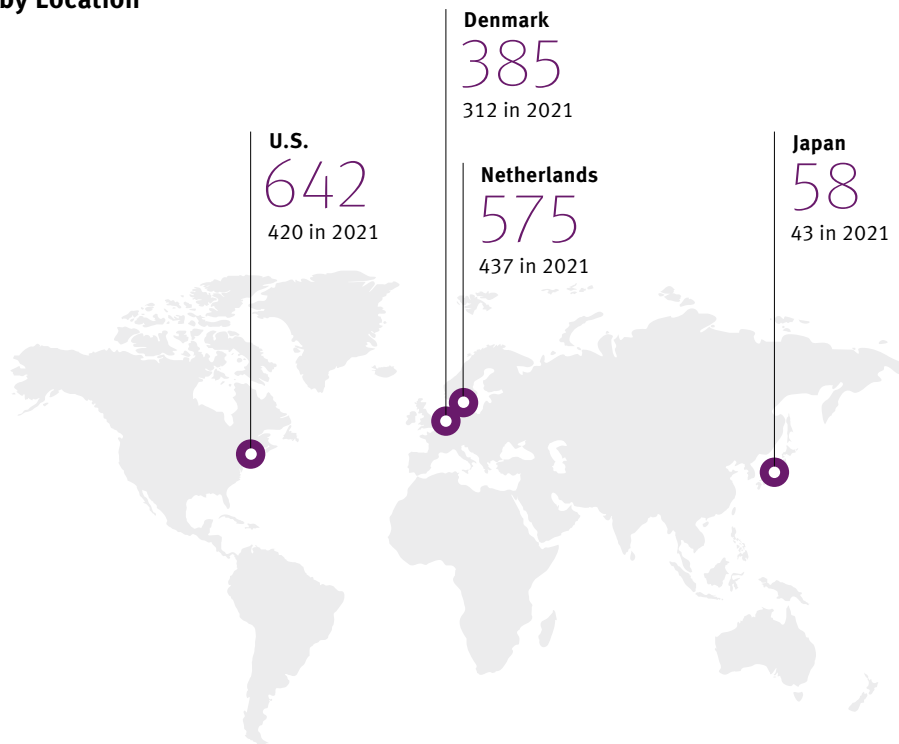 by Location
Denmark
385
312 in 2021
U.S.
642
420 in 2021
Netherlands
575
437 in 2021
Japan
58
43 in 2021